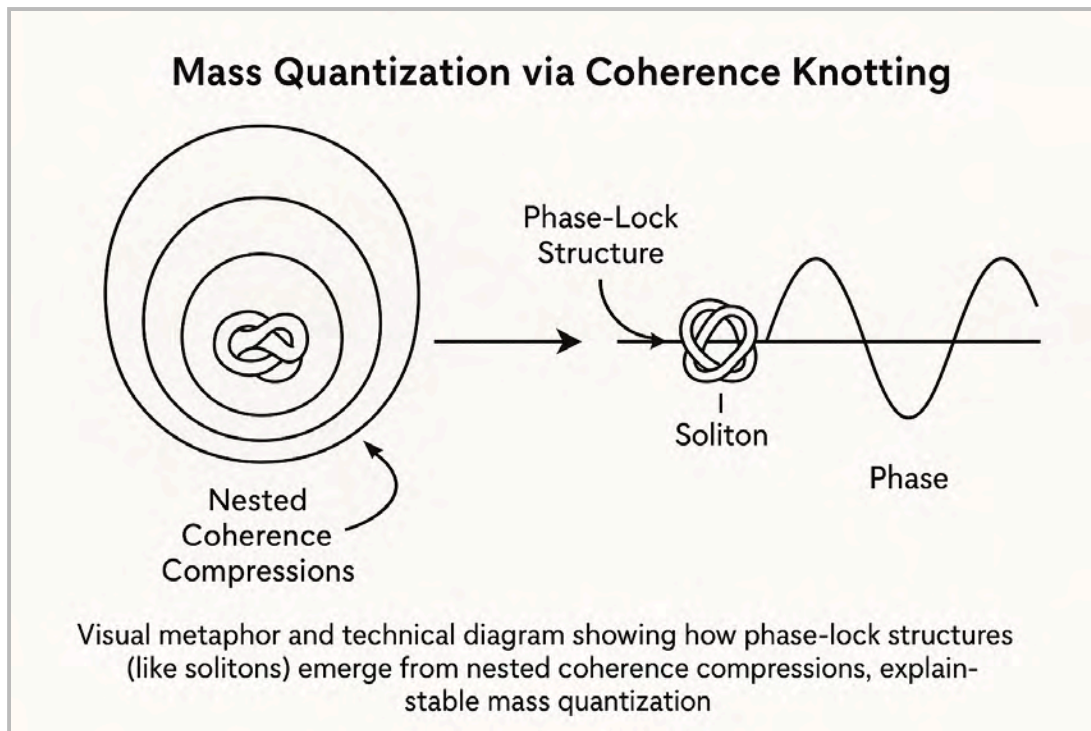 Mass Quantization via Coherence Knotting
Phase-Lock
Structure
Soliton
Phase
Nested
Coherence
Compressions
Visual metaphor and technical diagram showing how phase-lock structures
(like solitons) emerge from nested coherence compressions, explain-
stable mass quantization